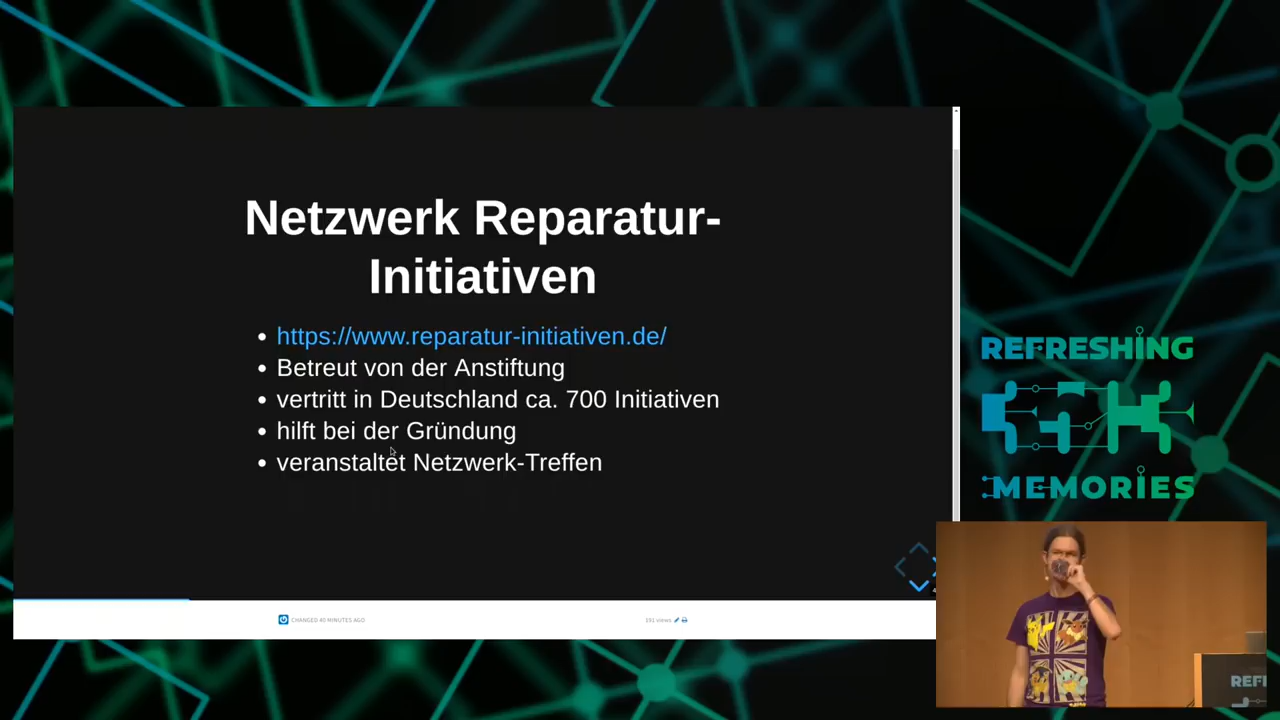 Netzwerk Reparatur-
Initiativen
https://www.reparatur-initiativen.de/
Betreut von der Anstiftung
vertritt in Deutschland ca. 700 Initiativen
hilft bei der Gründung
veranstaltet Netzwerk-Treffen
CHANGED 40 MINUTES AGO
191 views
REFRESHING
MEMORIES
REFR